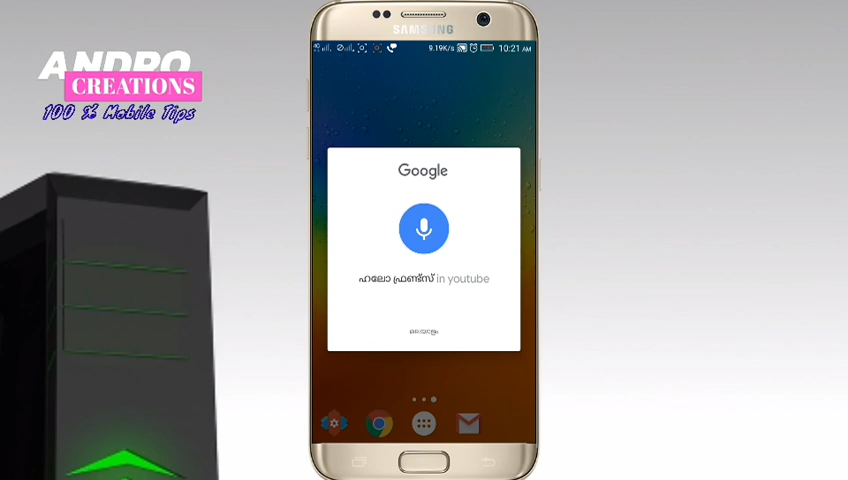 ANDRO
CREATIONS
100 % Mobile Tips
SAMSUNG
9.19K/s 10:21 AM
Google
ഹലോ ഫ്രണ്ട്സ് in youtube
മലയാളം